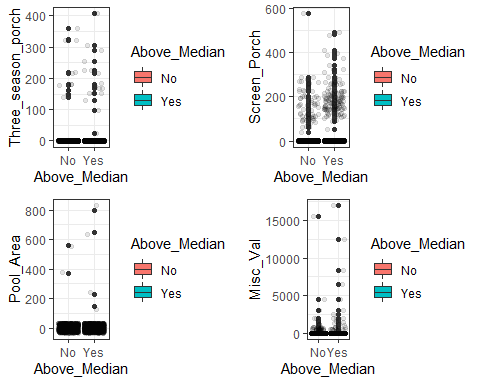 Three_season_porch
400
300
200
100
0
No Yes
Above_Median
Above_Median
No
Yes
Screen_Porch
600
400
200
0
No Yes
Above_Median
Above_Median
No
Yes
Pool_Area
800
600
400
200
0
No Yes
Above_Median
Above_Median
No
Yes
Misc_Val
15000
10000
5000
0
NoYes
Above_Median
Above_Median
No
Yes